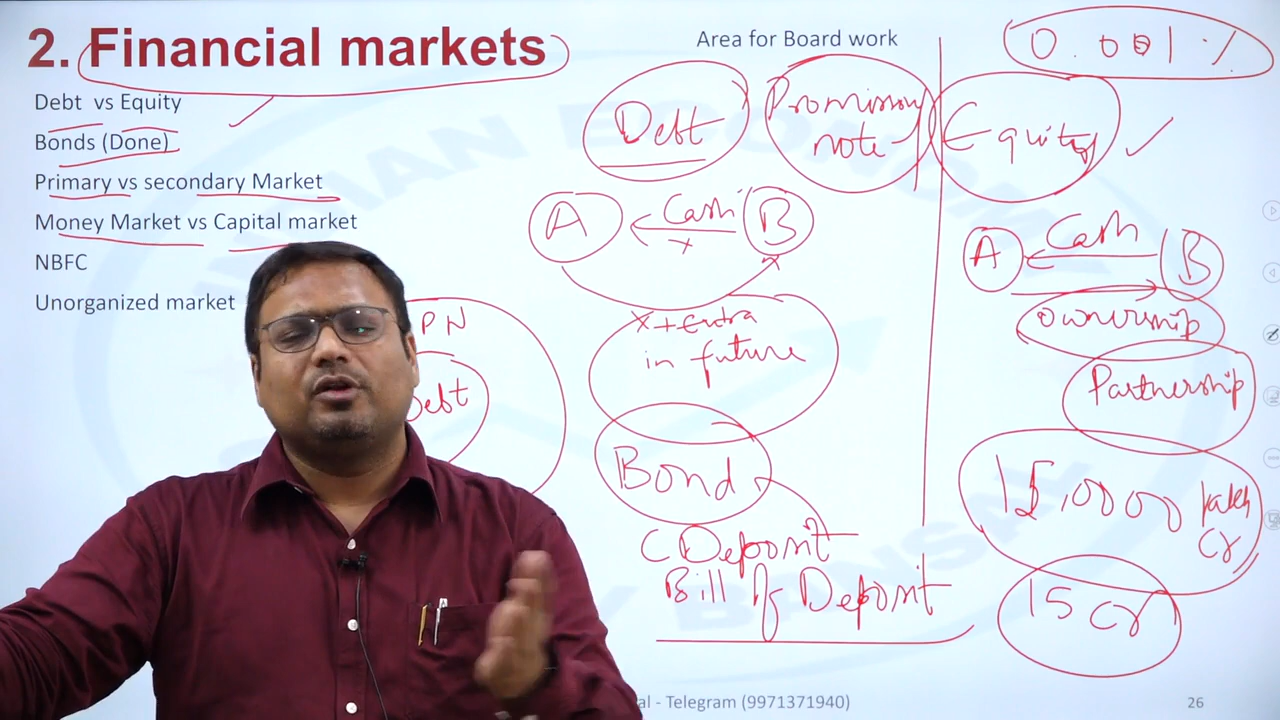 2. Financial markets
Debt vs Equity
Bonds (Done)
Primary vs secondary Market
Money Market vs Capital market
NBFC
Unorganized market
PN
Debt
Area for Board work
Debt
Promissory
note
A
Cash
B
x
x
x + extra
in future
Bond
C Deposit
Bill of Deposit
0.001%
Equity
A
Cash
B
ownership
Partnership
15,0000 lakh
Cr
15 Cr
al - Telegram (9971371940)
26